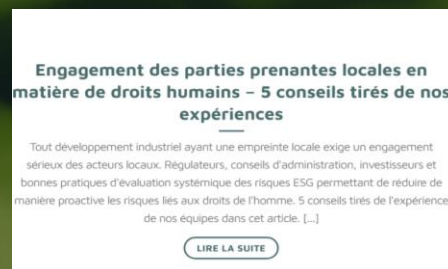 Engagement des parties prenantes locales en
matière de droits humains – 5 conseils tirés de nos
expériences
Tout développement industriel ayant une empreinte locale exige un engagement
sérieux des acteurs locaux. Régulateurs, conseils d'administration, investisseurs et
bonnes pratiques d'évaluation systémique des risques ESG permettant de réduire de
manière proactive les risques liés aux droits de l'homme. 5 conseils tirés de l'expérience
de nos équipes dans cet article. [...]
LIRE LA SUITE